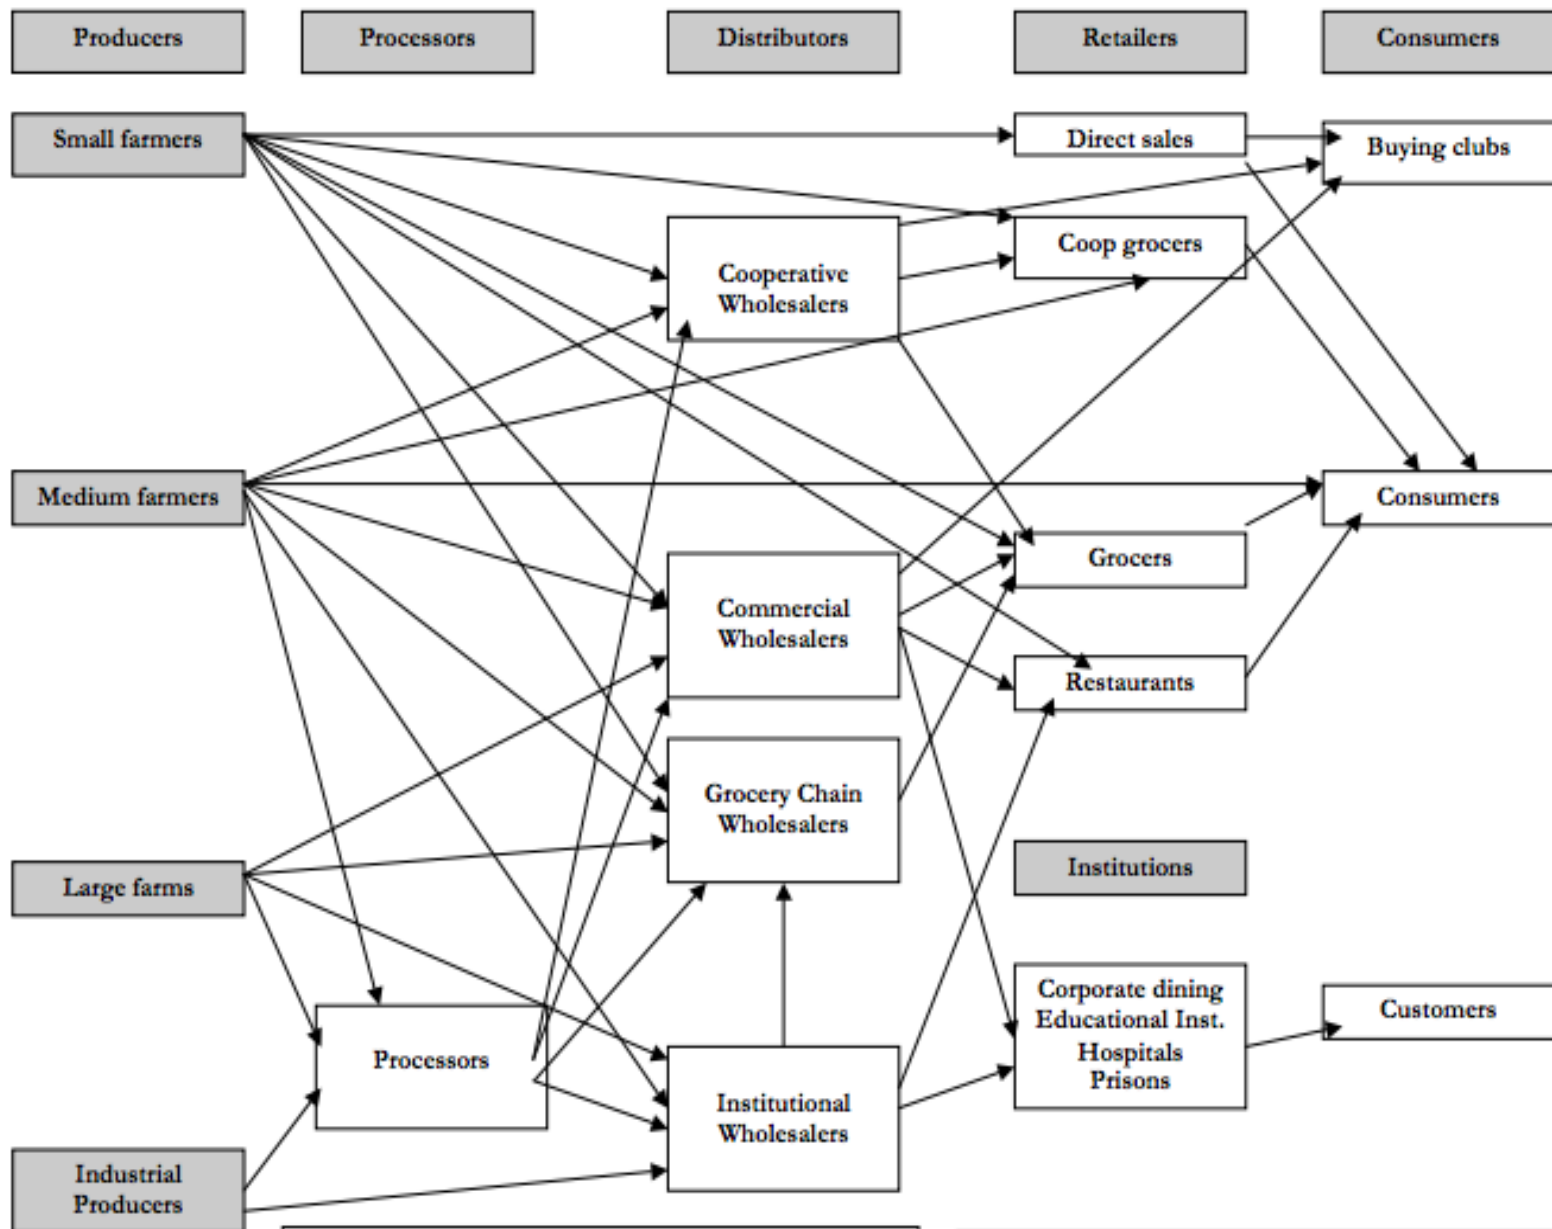 Producers
Processors
Distributors
Retailers
Consumers
Small farmers
Direct sales
Buying clubs
Coop grocers
Cooperative
Wholesalers
Medium farmers
Consumers
Grocers
Commercial
Wholesalers
Restaurants
Grocery Chain
Wholesalers
Large farms
Institutions
Corporate dining
Educational Inst.
Hospitals
Prisons
Customers
Processors
Institutional
Wholesalers
Industrial
Producers